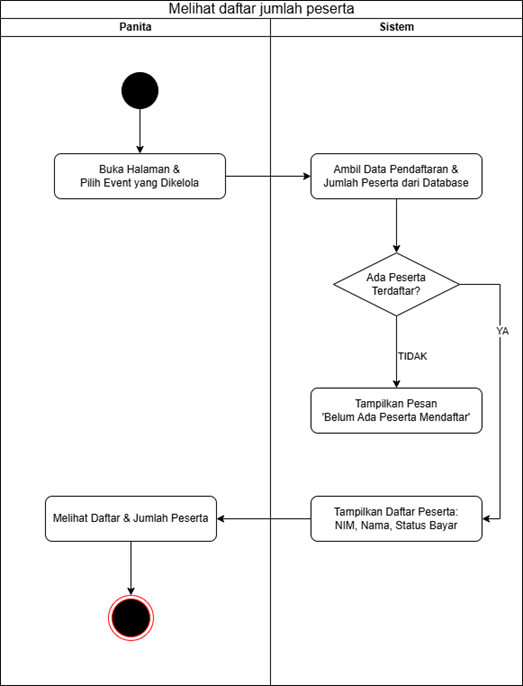 Melihat daftar jumlah peserta
Panita
Sistem
Buka Halaman &
Pilih Event yang Dikelola
Ambil Data Pendaftaran &
Jumlah Peserta dari Database
Ada Peserta
Terdaftar?
YA
TIDAK
Tampilkan Pesan
'Belum Ada Peserta Mendaftar'
Melihat Daftar & Jumlah Peserta
Tampilkan Daftar Peserta:
NIM, Nama, Status Bayar